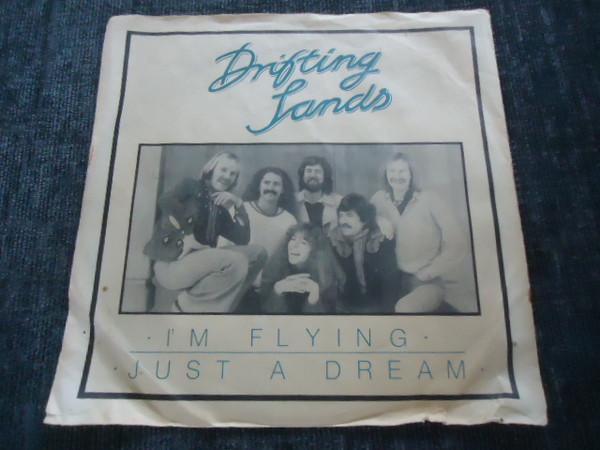 Drifting
Sands
·I'M FLYING·
·JUST A DREAM·